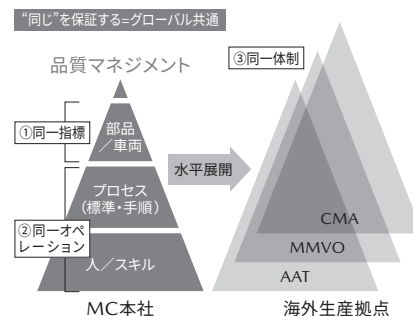 “同じ”を保証する=グローバル共通
品質マネジメント
①同一指標
部品
／車両
②同一オペ
レーション
プロセス
（標準・手順）
人／スキル
MC本社
水平展開
③同一体制
CMA
MMVO
AAT
海外生産拠点